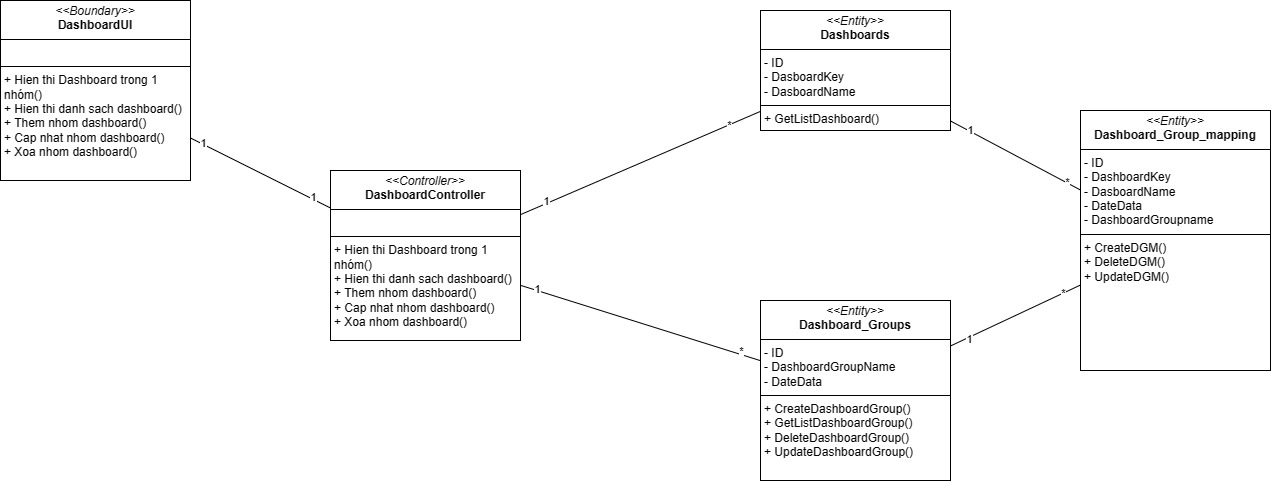 <<Boundary>>
DashboardUI
+ Hien thi Dashboard trong 1
nhóm()
+ Hien thi danh sach dashboard()
+ Them nhom dashboard()
+ Cap nhat nhom dashboard()
+ Xoa nhom dashboard()
1
1
<<Controller>>
DashboardController
+ Hien thi Dashboard trong 1
nhóm()
+ Hien thi danh sach dashboard()
+ Them nhom dashboard()
+ Cap nhat nhom dashboard()
+ Xoa nhom dashboard()
1
*
1
*
<<Entity>>
Dashboards
- ID
- DasboardKey
- DasboardName
+ GetListDashboard()
1
*
<<Entity>>
Dashboard_Groups
- ID
- DashboardGroupName
- DateData
+ CreateDashboardGroup()
+ GetListDashboardGroup()
+ DeleteDashboardGroup()
+ UpdateDashboardGroup()
1
*
<<Entity>>
Dashboard_Group_mapping
- ID
- DashboardKey
- DasboardName
- DateData
- DashboardGroupname
+ CreateDGM()
+ DeleteDGM()
+ UpdateDGM()